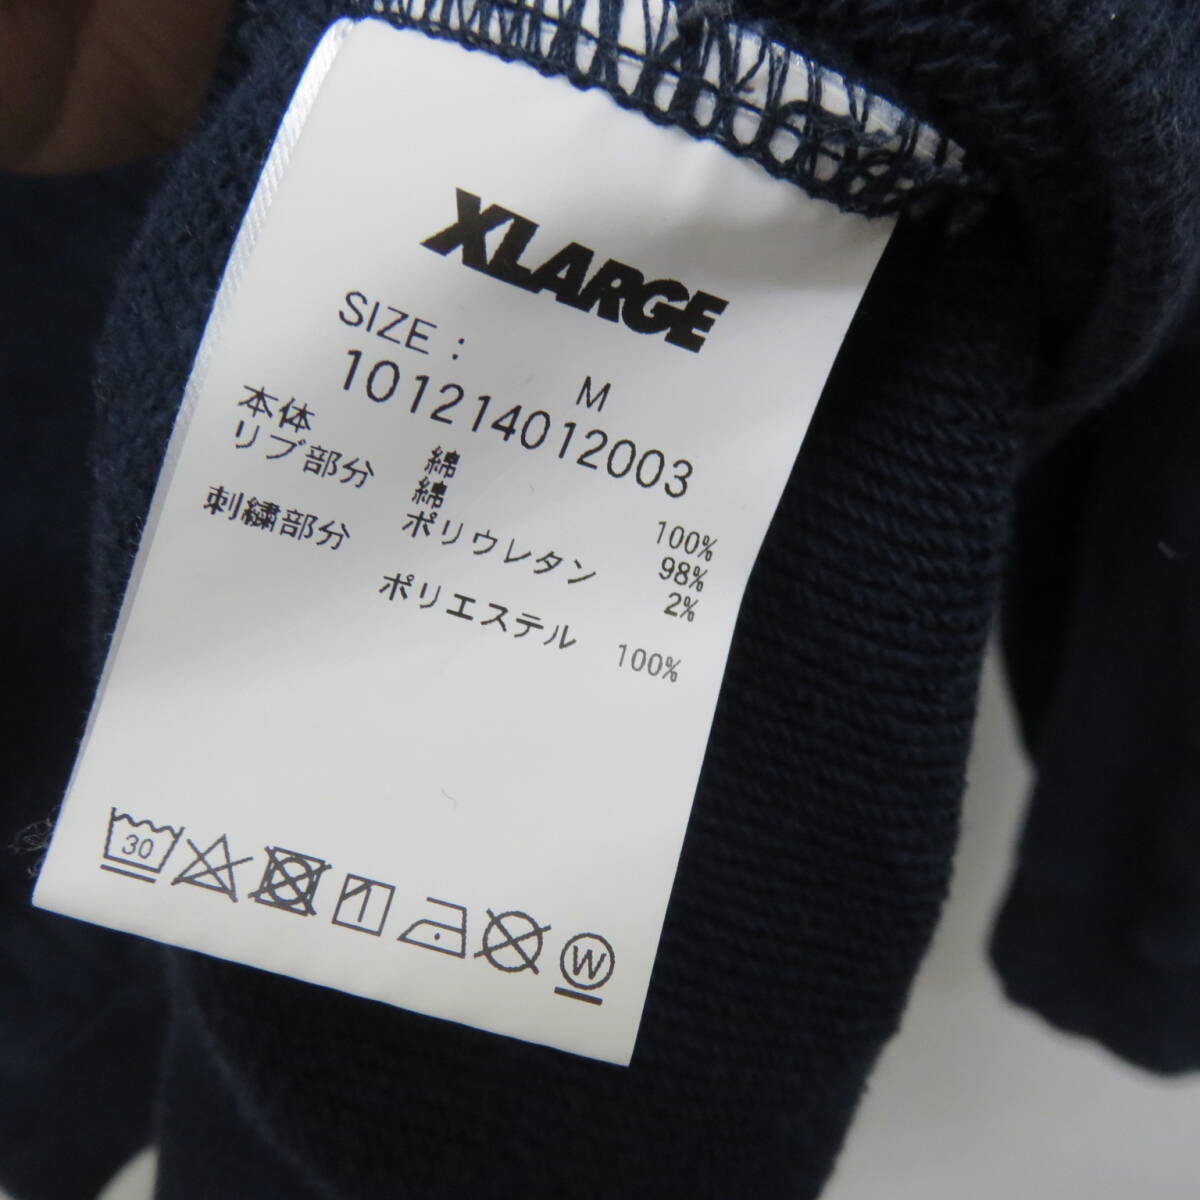 XLARGE
SIZE : M
101214012003
本体 綿 100%
リブ部分 綿 98%
ポリウレタン 2%
刺繍部分 ポリエステル 100%
30
W